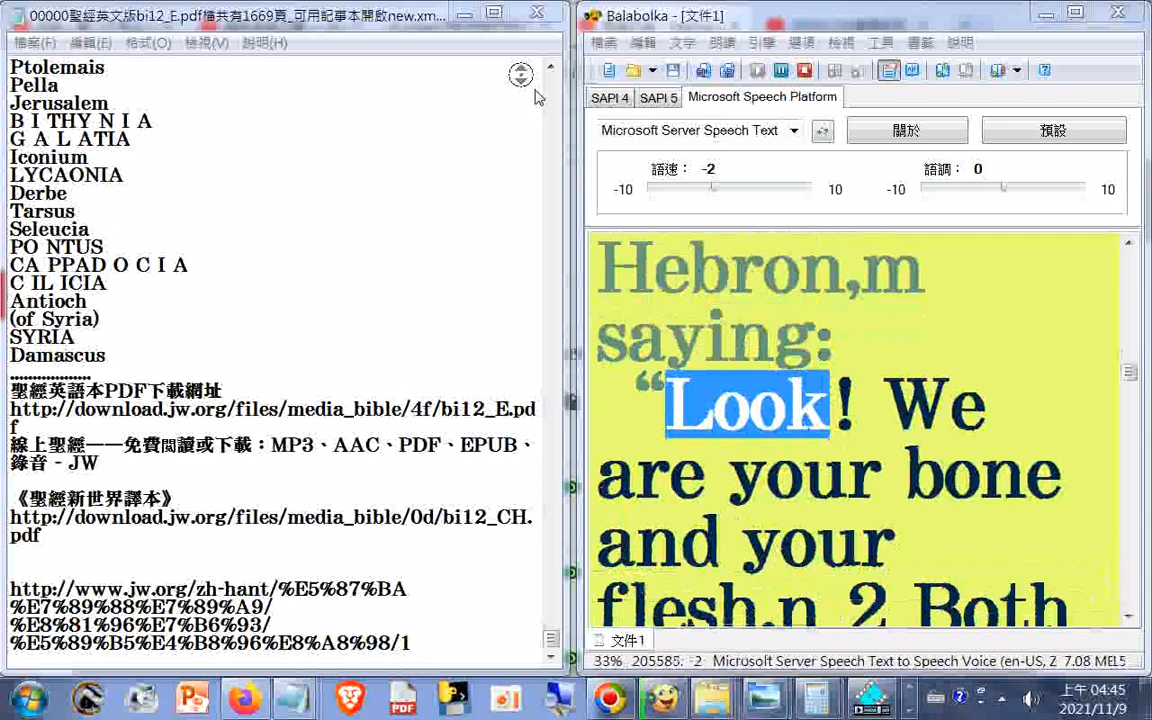 00000聖經英文版bi12_E.pdf檔共有1669頁_可用記事本開啟new.xm...
檔案(F) 編輯(E) 格式(O) 檢視(V) 說明(H)
Ptolemais
Pella
Jerusalem
B I THY N I A
G A L ATIA
Iconium
LYCAONIA
Derbe
Tarsus
Seleucia
PO NTUS
CA PPAD O C I A
C IL ICIA
Antioch
(of Syria)
SYRIA
Damascus
..................
聖經英語本PDF下載網址
http://download.jw.org/files/media_bible/4f/bi12_E.pd
f
線上聖經——免費閱讀或下載：MP3、AAC、PDF、EPUB、
錄音 - JW
《聖經新世界譯本》
http://download.jw.org/files/media_bible/0d/bi12_CH.
pdf
http://www.jw.org/zh-hant/%E5%87%BA
%E7%89%88%E7%89%A9/
%E8%81%96%E7%B6%93/
%E5%89%B5%E4%B8%96%E8%A8%98/1
Balabolka - [文件1]
檔案 編輯 文字 朗讀 引擎 選項 檢視 工具 書籤 說明
SAPI 4 SAPI 5 Microsoft Speech Platform
Microsoft Server Speech Text 關於 預設
語速： -2 語調： 0
-10 10 -10 10
Hebron,m
saying:
“Look! We
are your bone
and your
flesh.n 2 Both
文件1
33% 205585. -2 Microsoft Server Speech Text to Speech Voice (en-US, Z 7.08 MEL5
PDF
上午 04:45
2021/11/9